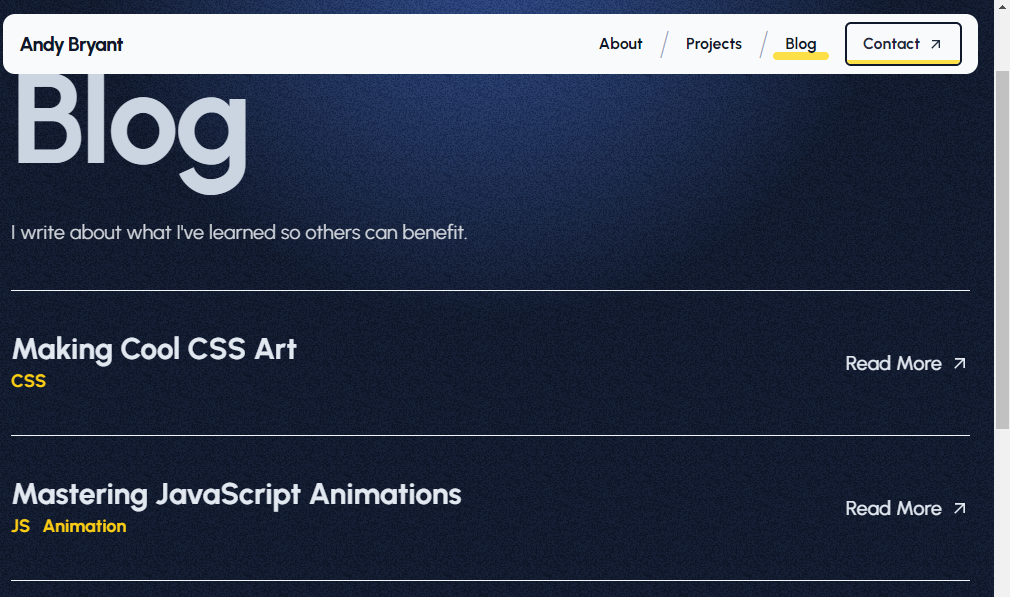 Andy Bryant
About
Projects
Blog
Contact
Blog
I write about what I've learned so others can benefit.
Making Cool CSS Art
CSS
Read More
Mastering JavaScript Animations
JS Animation
Read More